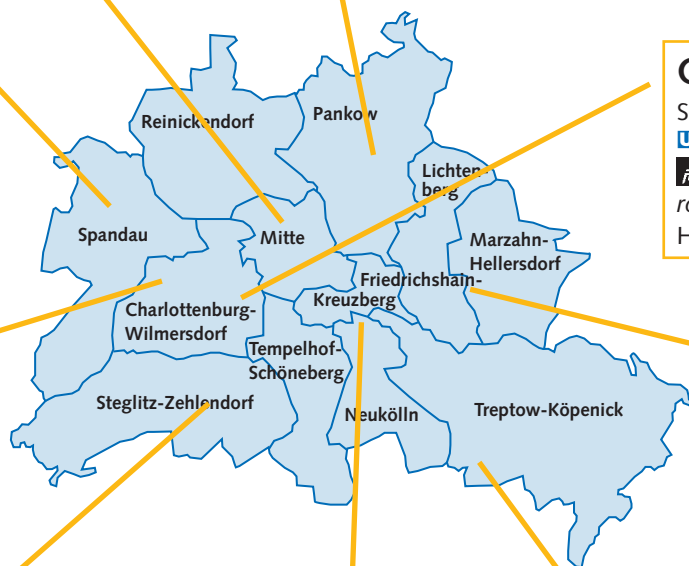 Reinickendorf
Pankow
Lichten-
berg
Spandau
Mitte
Marzahn-
Hellersdorf
Friedrichshain-
Kreuzberg
Charlottenburg-
Wilmersdorf
Tempelhof-
Schöneberg
Steglitz-Zehlendorf
Neukölln
Treptow-Köpenick